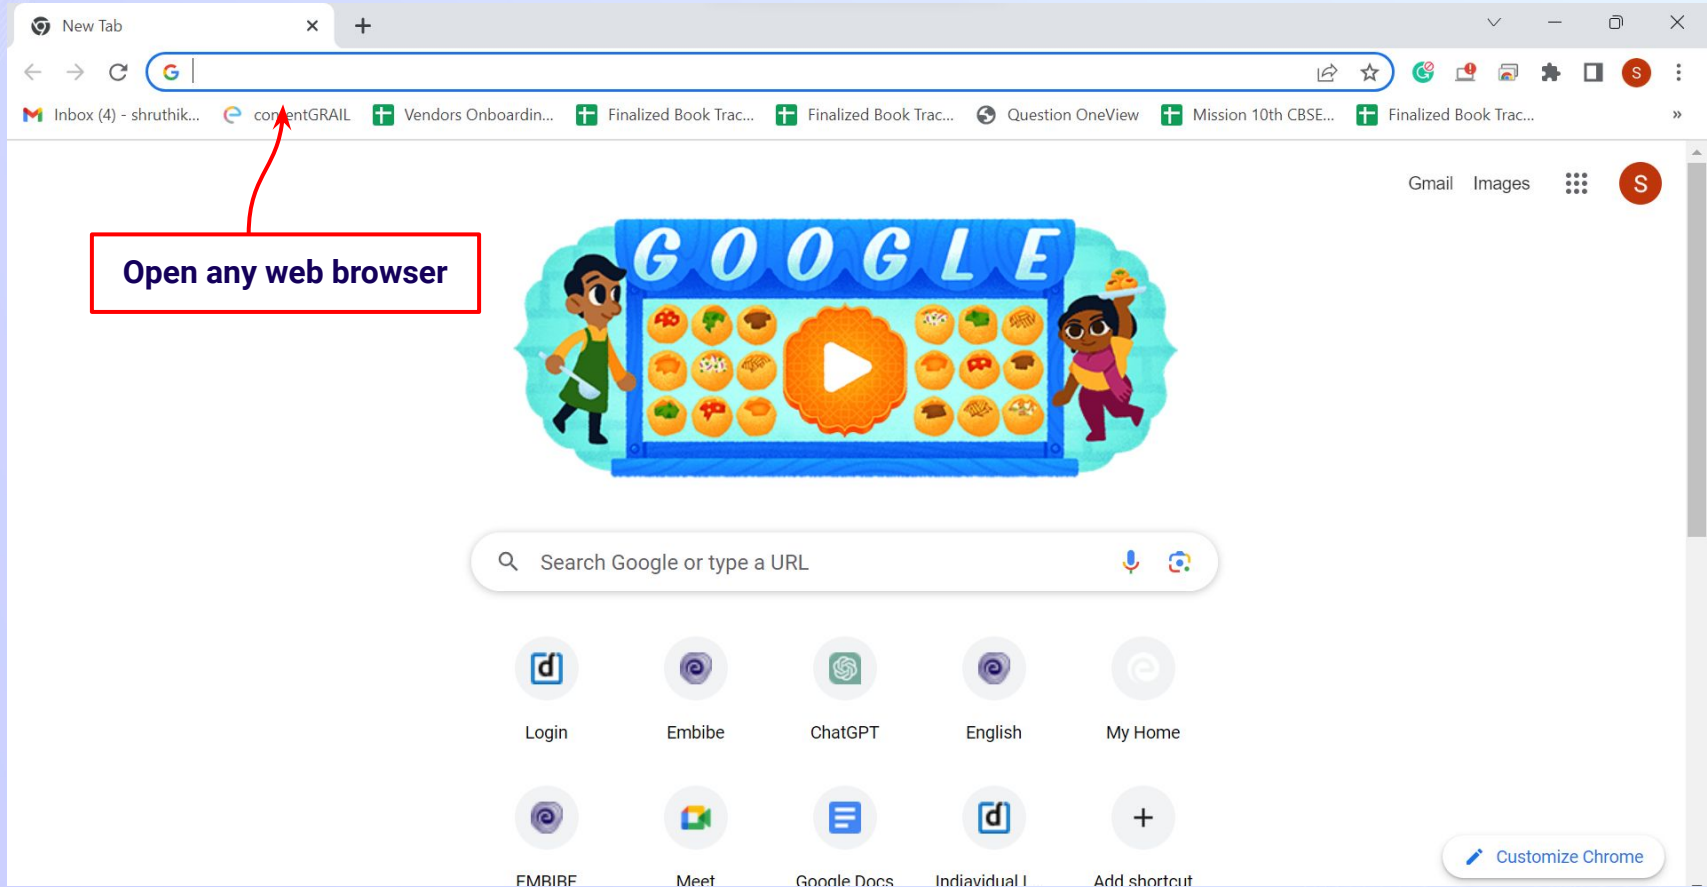 New Tab
Inbox (4) - shruthik...
contentGRAIL
Vendors Onboardin...
Finalized Book Trac...
Finalized Book Trac...
Question OneView
Mission 10th CBSE...
Finalized Book Trac...
»
Gmail
Images
S
S
Open any web browser
GOOGLE
Search Google or type a URL
Login
Embibe
ChatGPT
English
My Home
EMBIBE
Meet
Google Docs
Indiavidual L
Add shortcut
Customize Chrome